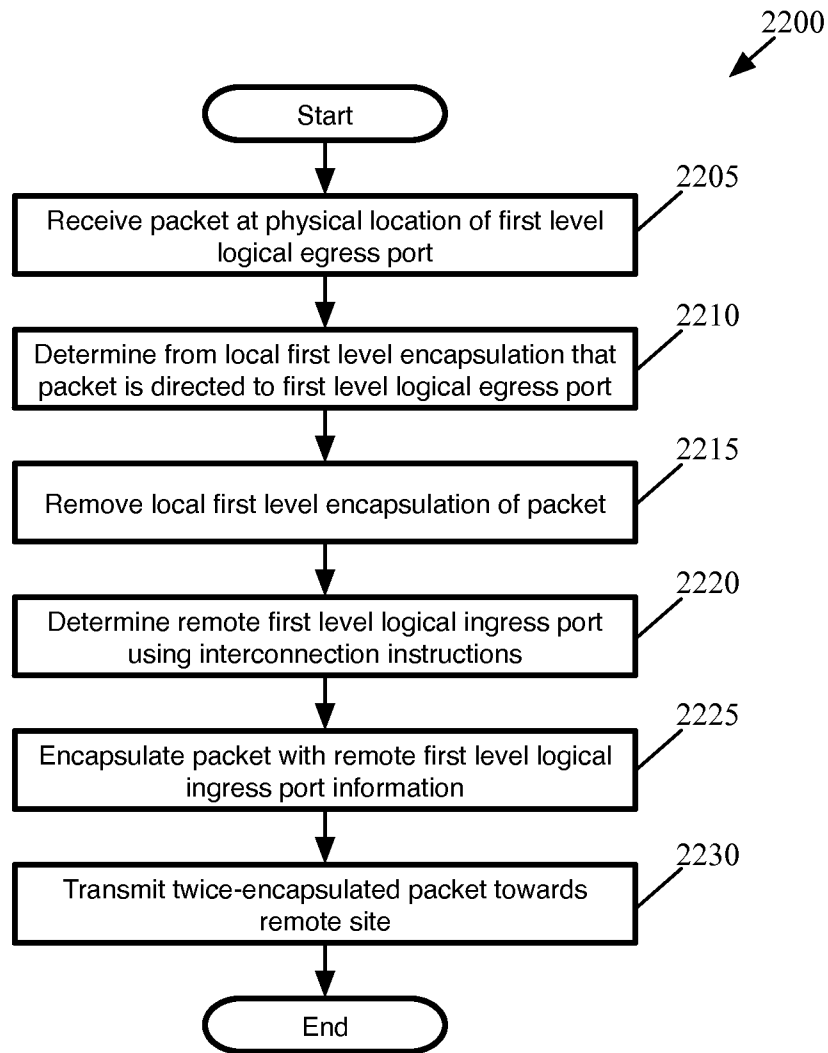 2200
Start
2205
Receive packet at physical location of first level
logical egress port
2210
Determine from local first level encapsulation that
packet is directed to first level logical egress port
2215
Remove local first level encapsulation of packet
2220
Determine remote first level logical ingress port
using interconnection instructions
2225
Encapsulate packet with remote first level logical
ingress port information
2230
Transmit twice-encapsulated packet towards
remote site
End